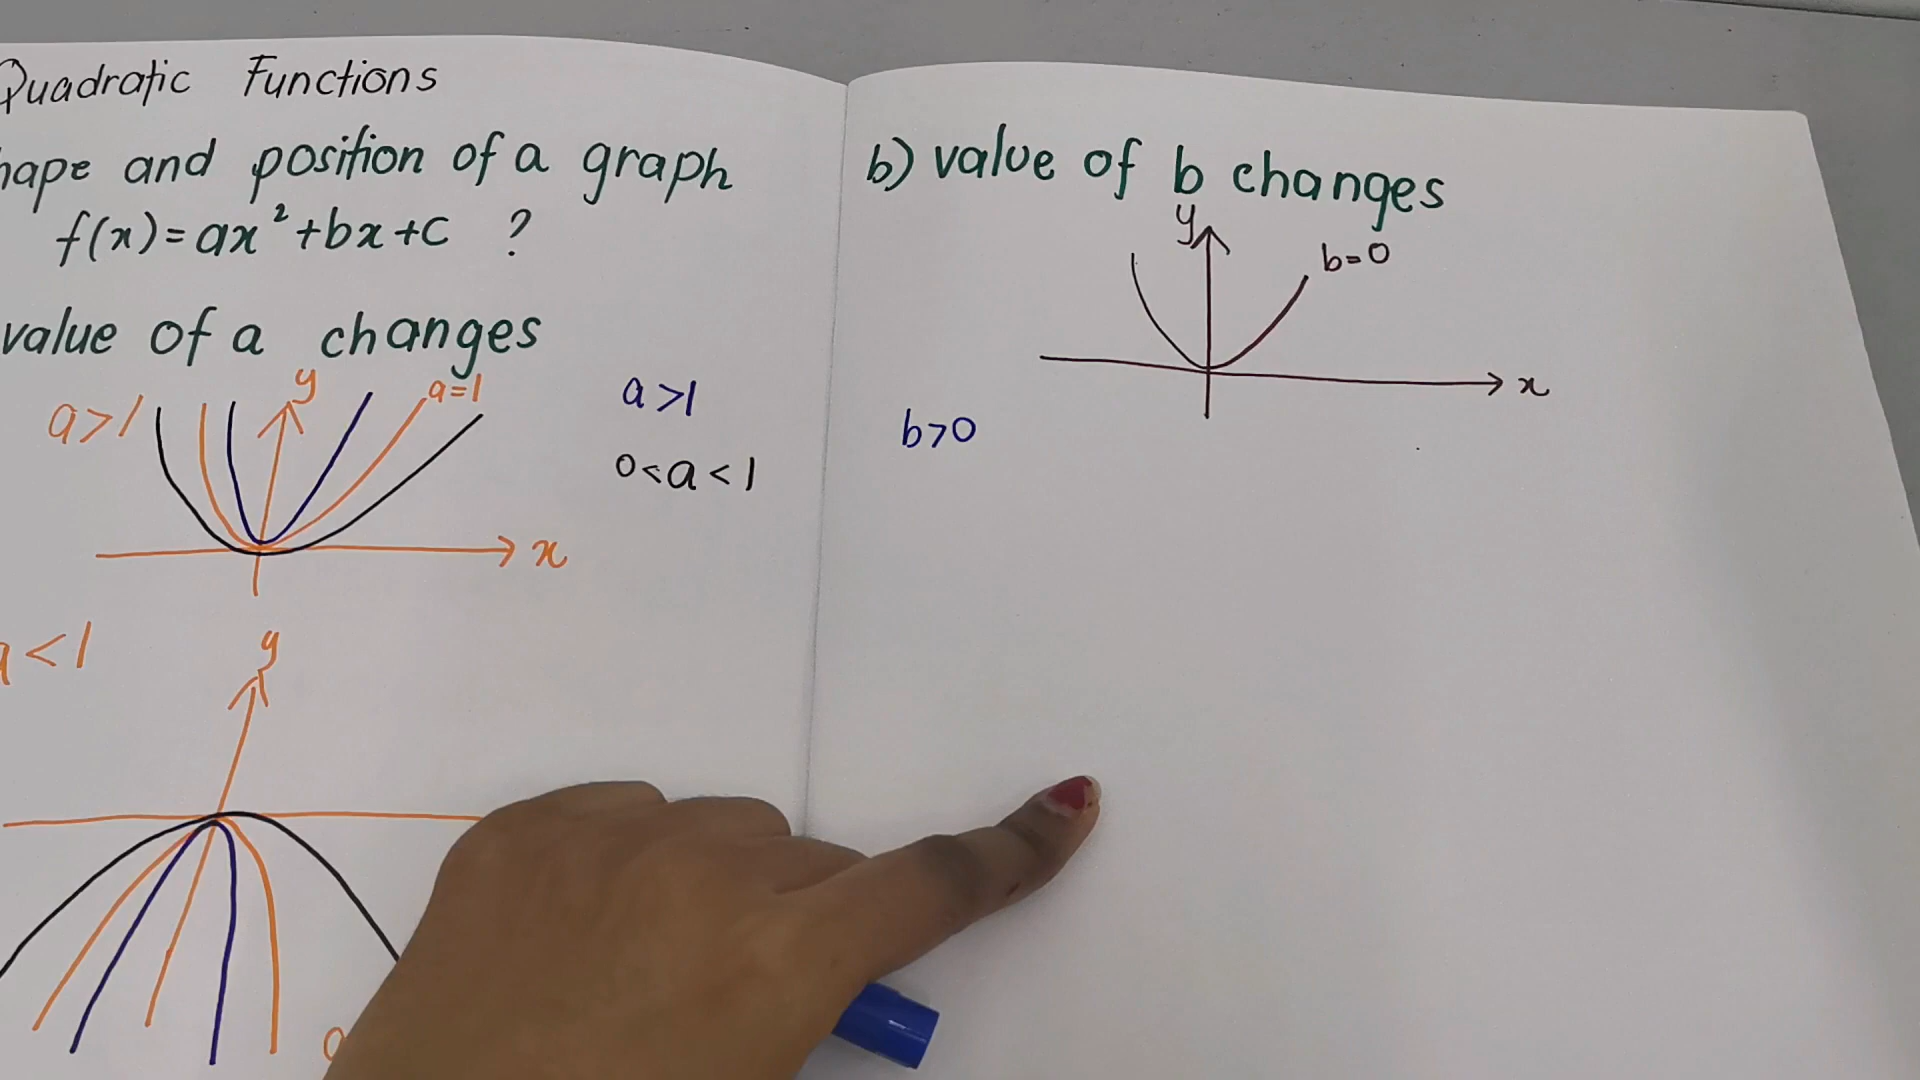 Quadratic Functions
hape and position of a graph
f(x)=ax²+bx+c ?
value of a changes
y
a=1
a>1
a>1
0<a<1
x
a<1
y
a
b) value of b changes
y
b=0
x
b>0